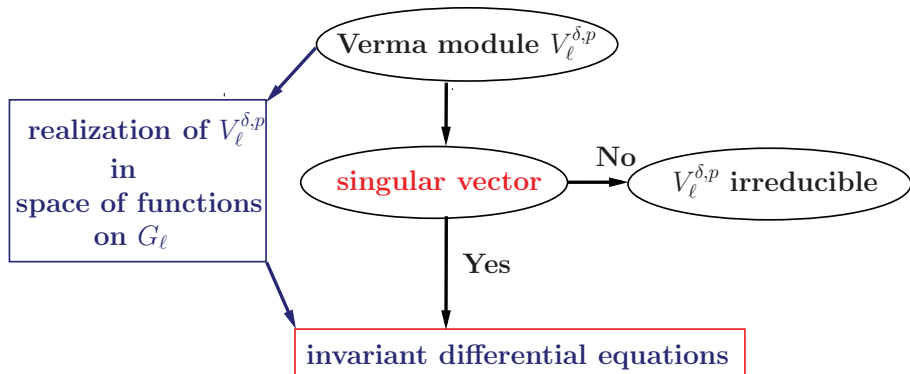 Verma module $V_\ell^{\delta,p}$
realization of $V_\ell^{\delta,p}$
in
space of functions
on $G_\ell$
singular vector
No
$V_\ell^{\delta,p}$ irreducible
Yes
invariant differential equations